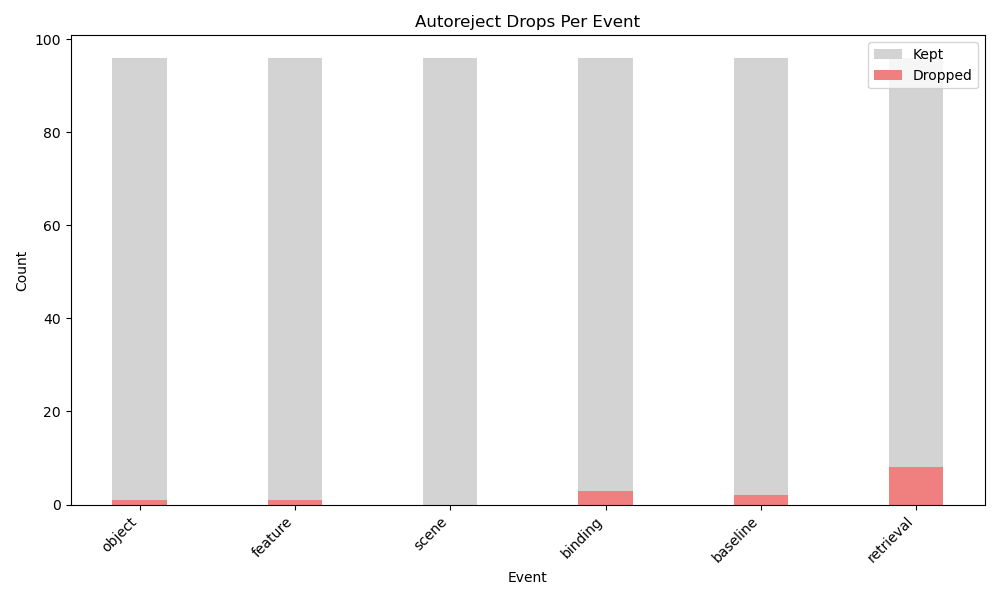 Autoreject Drops Per Event
Kept
Dropped
100
80
60
40
20
0
Count
object
feature
scene
binding
baseline
retrieval
Event